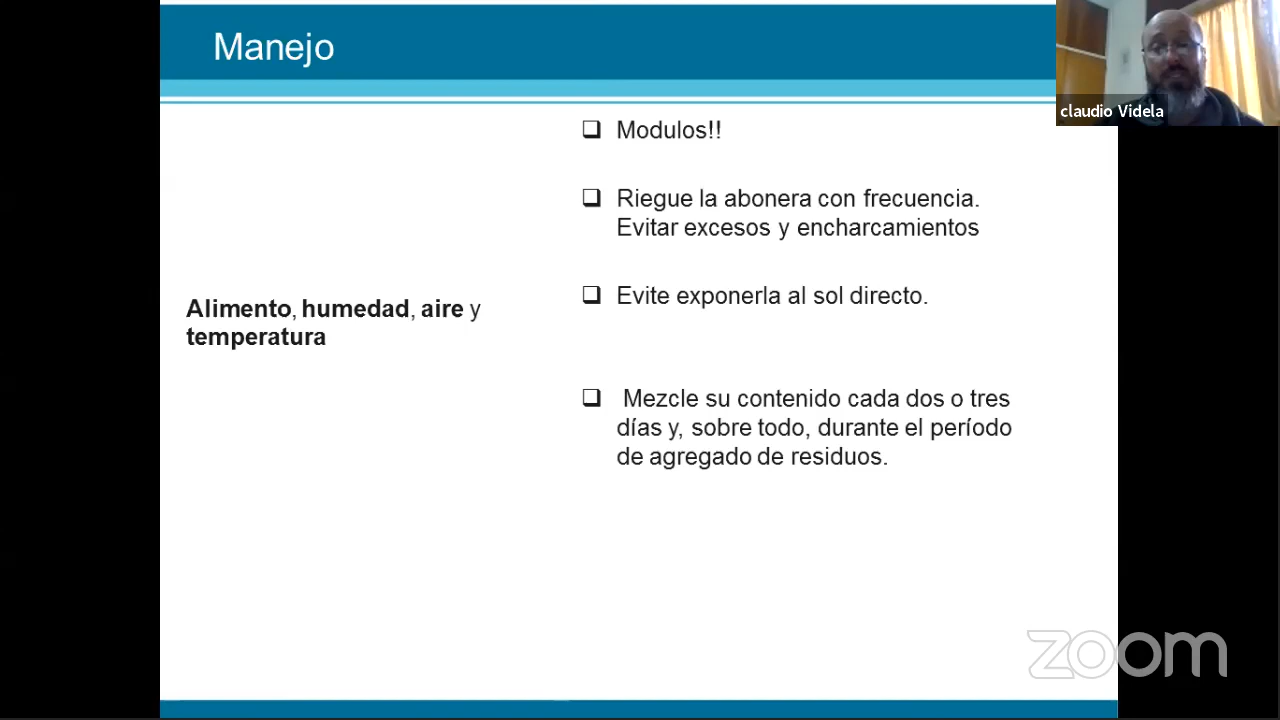 Manejo
claudio Videla
Modulos!!
Riegue la abonera con frecuencia.
Evitar excesos y encharcamientos
Evite exponerla al sol directo.
Alimento, humedad, aire y
temperatura
Mezcle su contenido cada dos o tres
días y, sobre todo, durante el período
de agregado de residuos.
zoom